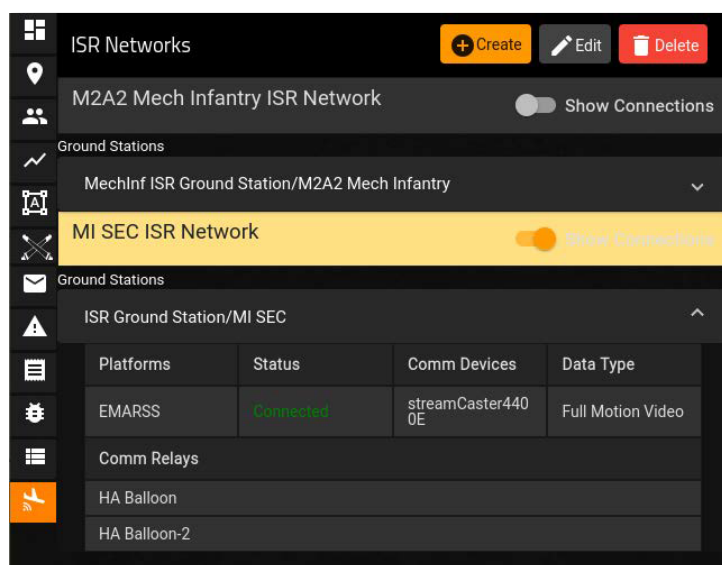 ISR Networks
Create
Edit
Delete
M2A2 Mech Infantry ISR Network
Show Connections
Ground Stations
MechInf ISR Ground Station/M2A2 Mech Infantry
MI SEC ISR Network
Show Connections
Ground Stations
ISR Ground Station/MI SEC
Platforms
Status
Comm Devices
Data Type
EMARSS
Connected
streamCaster440
0E
Full Motion Video
Comm Relays
HA Balloon
HA Balloon-2